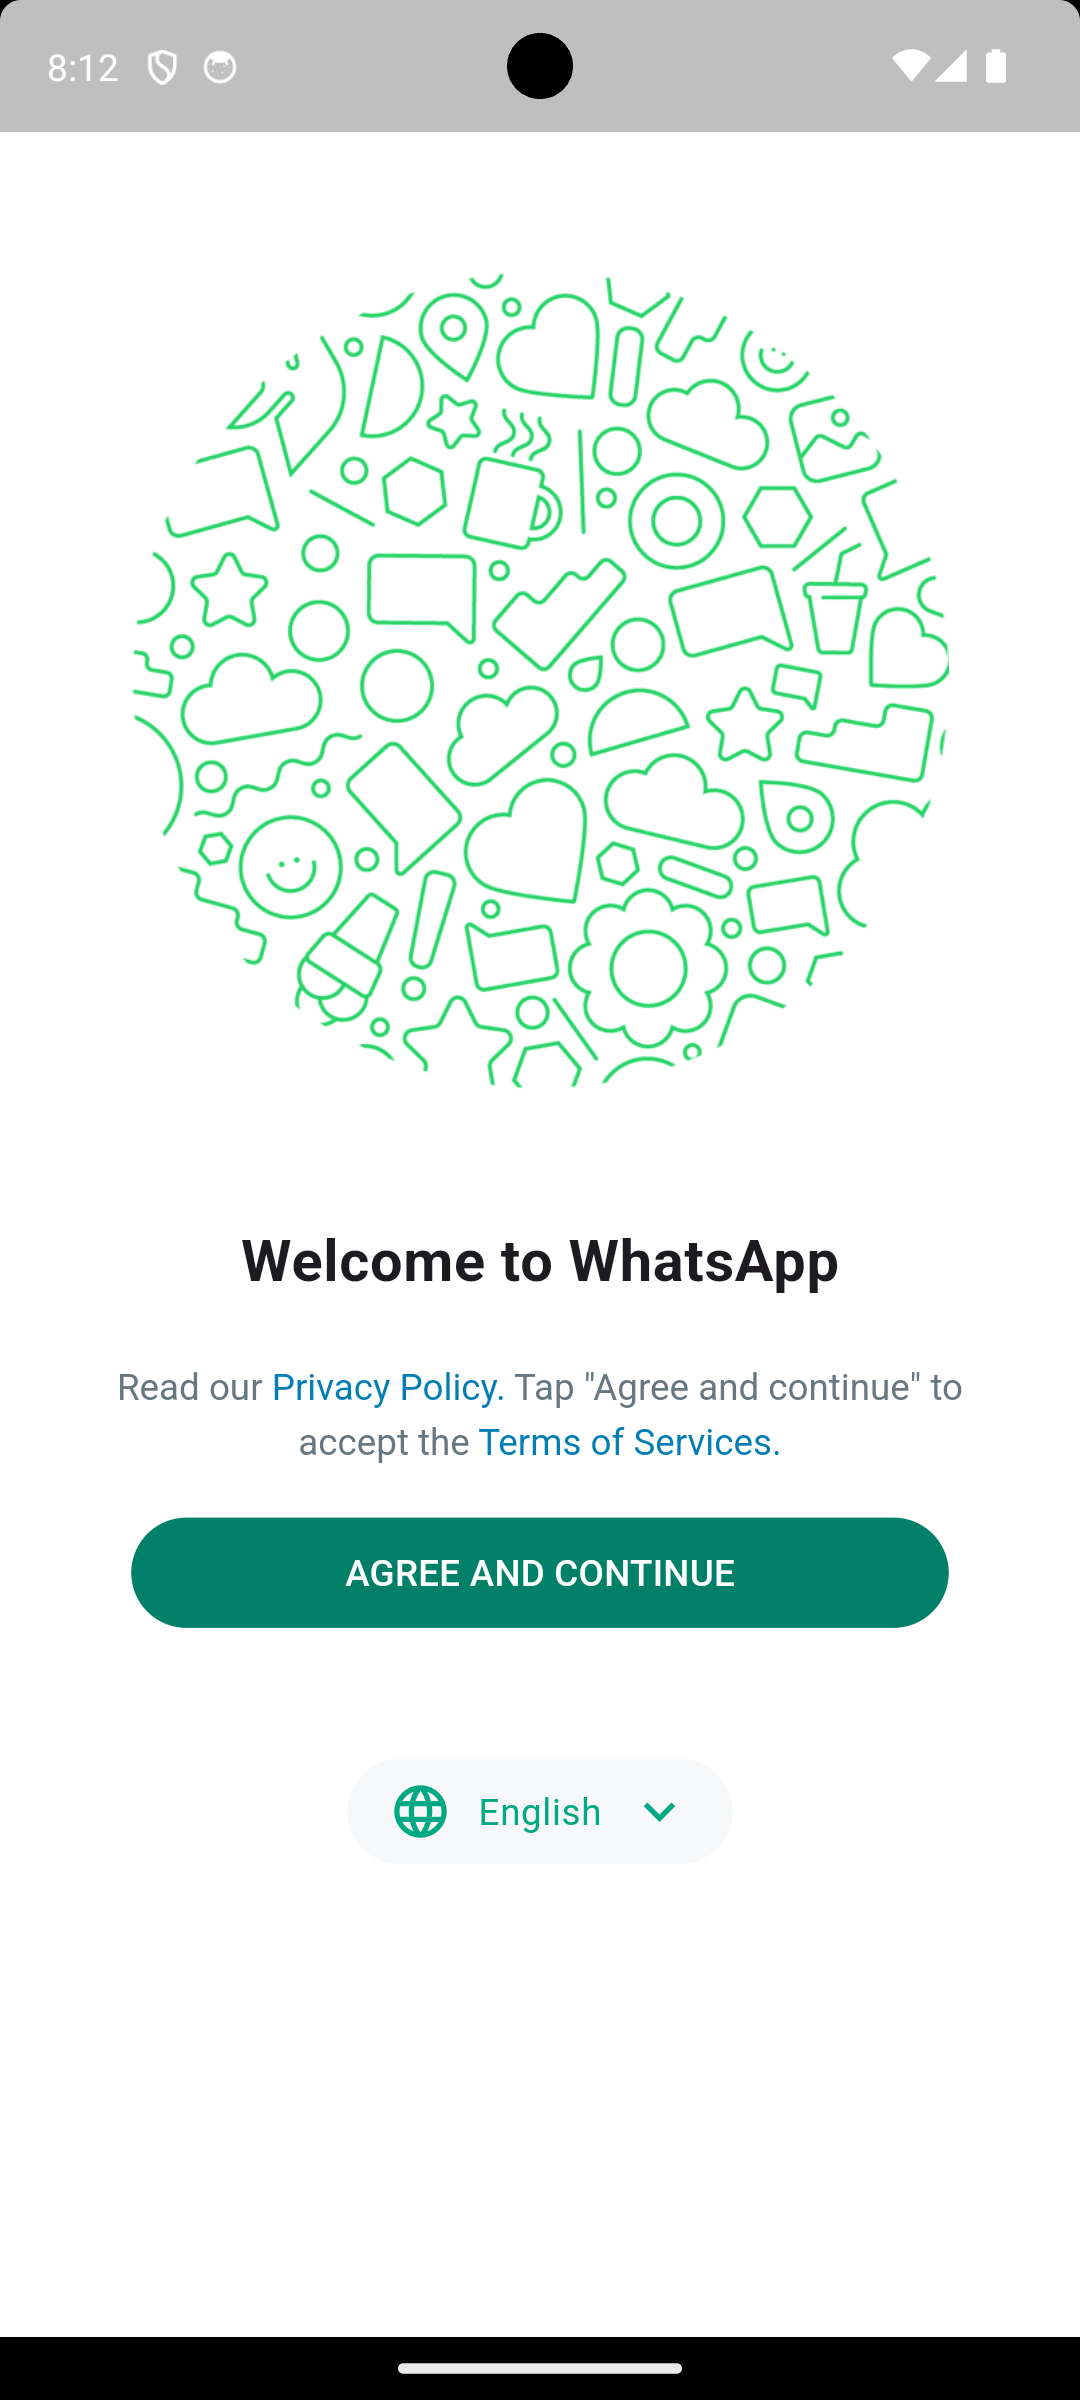 8:12
Welcome to WhatsApp
Read our Privacy Policy. Tap "Agree and continue" to
accept the Terms of Services.
AGREE AND CONTINUE
English